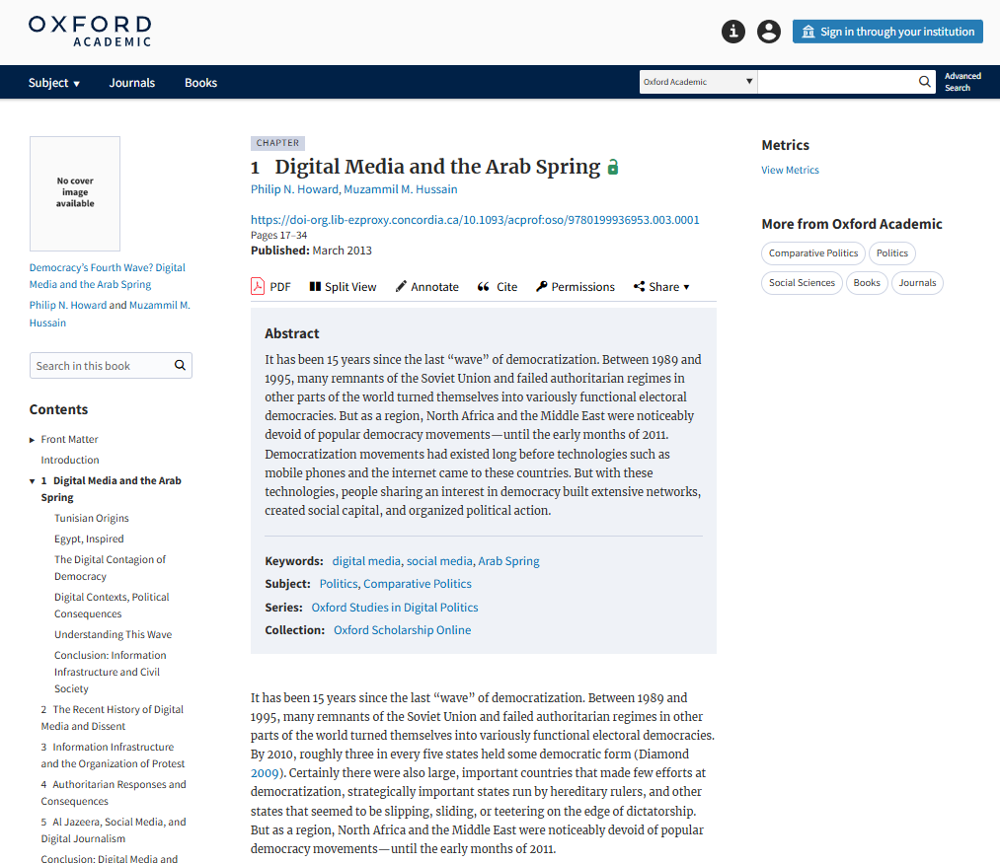 OXFORD
ACADEMIC
Sign in through your institution
Subject
Journals
Books
Oxford Academic
Advanced
Search
No cover
image
available
Democracy’s Fourth Wave? Digital
Media and the Arab Spring
Philip N. Howard and Muzammil M.
Hussain
Search in this book
Contents
Front Matter
Introduction
1 Digital Media and the Arab
Spring
Tunisian Origins
Egypt, Inspired
The Digital Contagion of
Democracy
Digital Contexts, Political
Consequences
Understanding This Wave
Conclusion: Information
Infrastructure and Civil
Society
2 The Recent History of Digital
Media and Dissent
3 Information Infrastructure
and the Organization of Protest
4 Authoritarian Responses and
Consequences
5 Al Jazeera, Social Media, and
Digital Journalism
Conclusion: Digital Media and
CHAPTER
1 Digital Media and the Arab Spring
Philip N. Howard, Muzammil M. Hussain
https://doi-org.lib-ezproxy.concordia.ca/10.1093/acprof:oso/9780199936953.003.0001
Pages 17–34
Published: March 2013
PDF
Split View
Annotate
Cite
Permissions
Share
Abstract
It has been 15 years since the last “wave” of democratization. Between 1989 and
1995, many remnants of the Soviet Union and failed authoritarian regimes in
other parts of the world turned themselves into variously functional electoral
democracies. But as a region, North Africa and the Middle East were noticeably
devoid of popular democracy movements—until the early months of 2011.
Democratization movements had existed long before technologies such as
mobile phones and the internet came to these countries. But with these
technologies, people sharing an interest in democracy built extensive networks,
created social capital, and organized political action.
Keywords: digital media, social media, Arab Spring
Subject: Politics, Comparative Politics
Series: Oxford Studies in Digital Politics
Collection: Oxford Scholarship Online
It has been 15 years since the last “wave” of democratization. Between 1989 and
1995, many remnants of the Soviet Union and failed authoritarian regimes in other
parts of the world turned themselves into variously functional electoral democracies.
By 2010, roughly three in every five states held some democratic form (Diamond
2009). Certainly there were also large, important countries that made few efforts at
democratization, strategically important states run by hereditary rulers, and other
states that seemed to be slipping, sliding, or teetering on the edge of dictatorship.
But as a region, North Africa and the Middle East were noticeably devoid of popular
democracy movements—until the early months of 2011.
Metrics
View Metrics
More from Oxford Academic
Comparative Politics
Politics
Social Sciences
Books
Journals